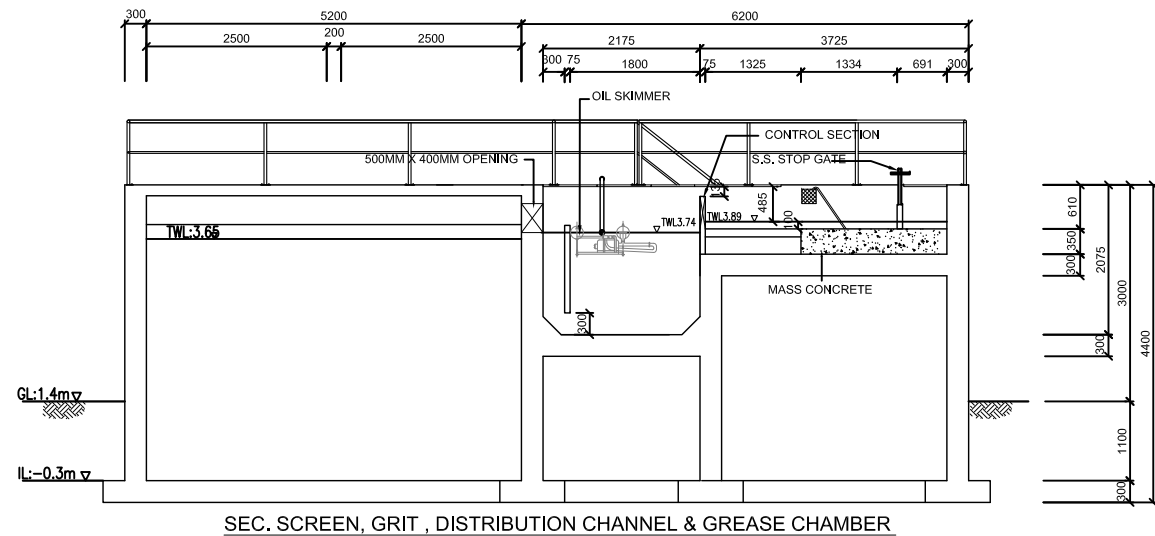 300
5200
6200
2500
200
2500
2175
3725
300
75
1800
75
1325
1334
691
300
OIL SKIMMER
CONTROL SECTION
500MM X 400MM OPENING
S.S. STOP GATE
485
100
610
TWL:3.65
TWL3.74
TWL3.89
350
300
2075
3000
4400
MASS CONCRETE
300
300
GL:1.4m
1100
IL:-0.3m
300
SEC. SCREEN, GRIT , DISTRIBUTION CHANNEL & GREASE CHAMBER